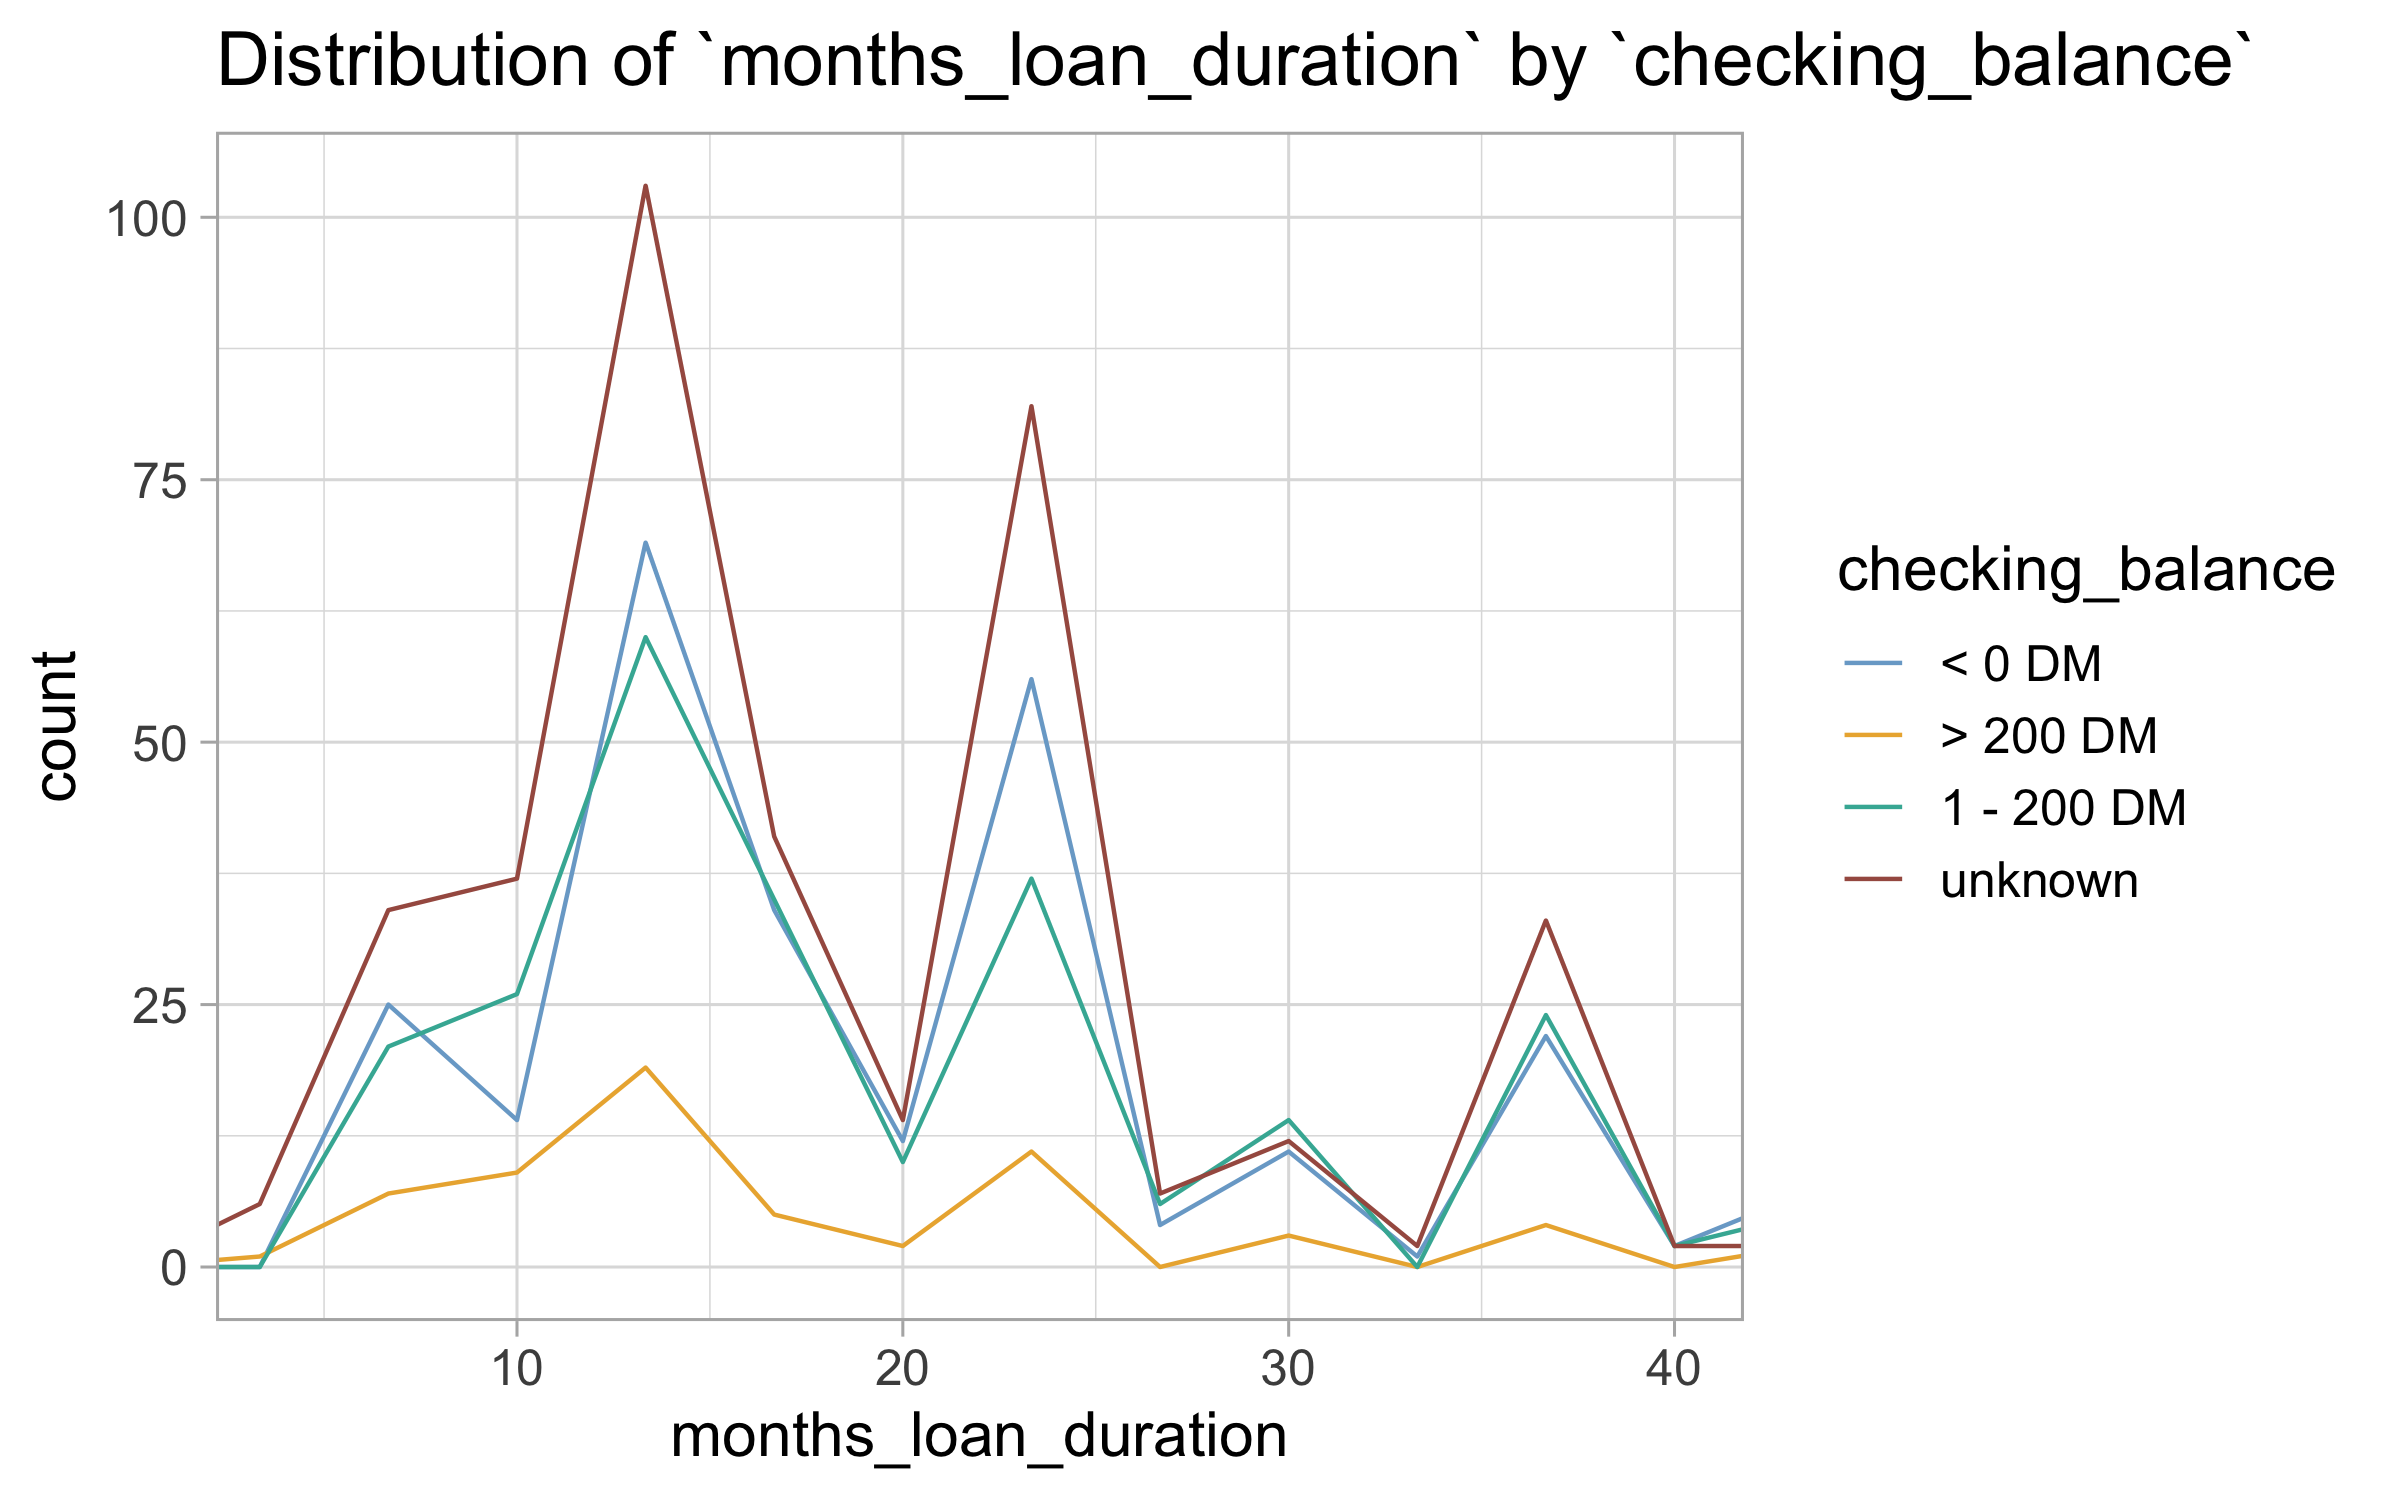 Distribution of `months_loan_duration` by `checking_balance`
100
75
50
25
0
count
10 20 30 40
months_loan_duration
checking_balance
< 0 DM
> 200 DM
1 - 200 DM
unknown